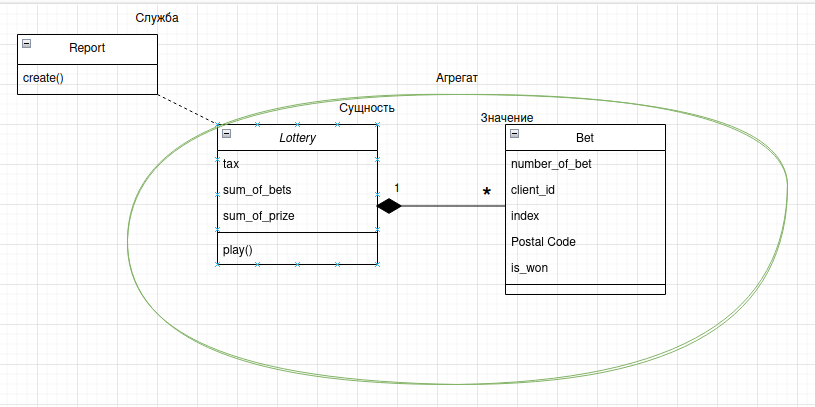 Служба
Report
create()
Агрегат
Сущность
Lottery
tax
sum_of_bets
sum_of_prize
play()
1
*
Значение
Bet
number_of_bet
client_id
index
Postal Code
is_won